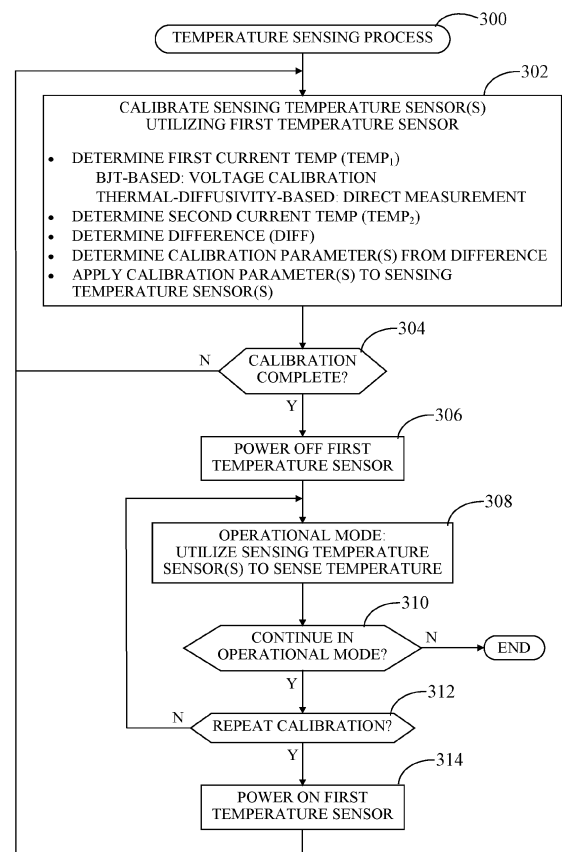 TEMPERATURE SENSING PROCESS
300
302
CALIBRATE SENSING TEMPERATURE SENSOR(S)
UTILIZING FIRST TEMPERATURE SENSOR
• DETERMINE FIRST CURRENT TEMP (TEMP₁)
BJT-BASED: VOLTAGE CALIBRATION
THERMAL-DIFFUSIVITY-BASED: DIRECT MEASUREMENT
• DETERMINE SECOND CURRENT TEMP (TEMP₂)
• DETERMINE DIFFERENCE (DIFF)
• DETERMINE CALIBRATION PARAMETER(S) FROM DIFFERENCE
• APPLY CALIBRATION PARAMETER(S) TO SENSING
TEMPERATURE SENSOR(S)
304
N
CALIBRATION
COMPLETE?
Y
306
POWER OFF FIRST
TEMPERATURE SENSOR
308
OPERATIONAL MODE:
UTILIZE SENSING TEMPERATURE
SENSOR(S) TO SENSE TEMPERATURE
310
CONTINUE IN
OPERATIONAL MODE?
N
END
Y
312
N
REPEAT CALIBRATION?
Y
314
POWER ON FIRST
TEMPERATURE SENSOR